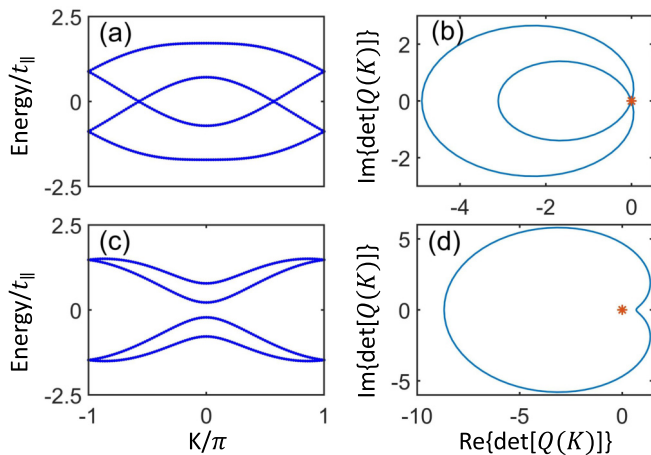 (a)
Energy/t∥
2.5
0
-2.5
(b)
Im{det[Q(K)]}
2
0
-2
-4
-2
0
(c)
Energy/t∥
2.5
0
-2.5
-1
0
1
K/π
(d)
Im{det[Q(K)]}
5
0
-5
-10
-5
0
Re{det[Q(K)]}